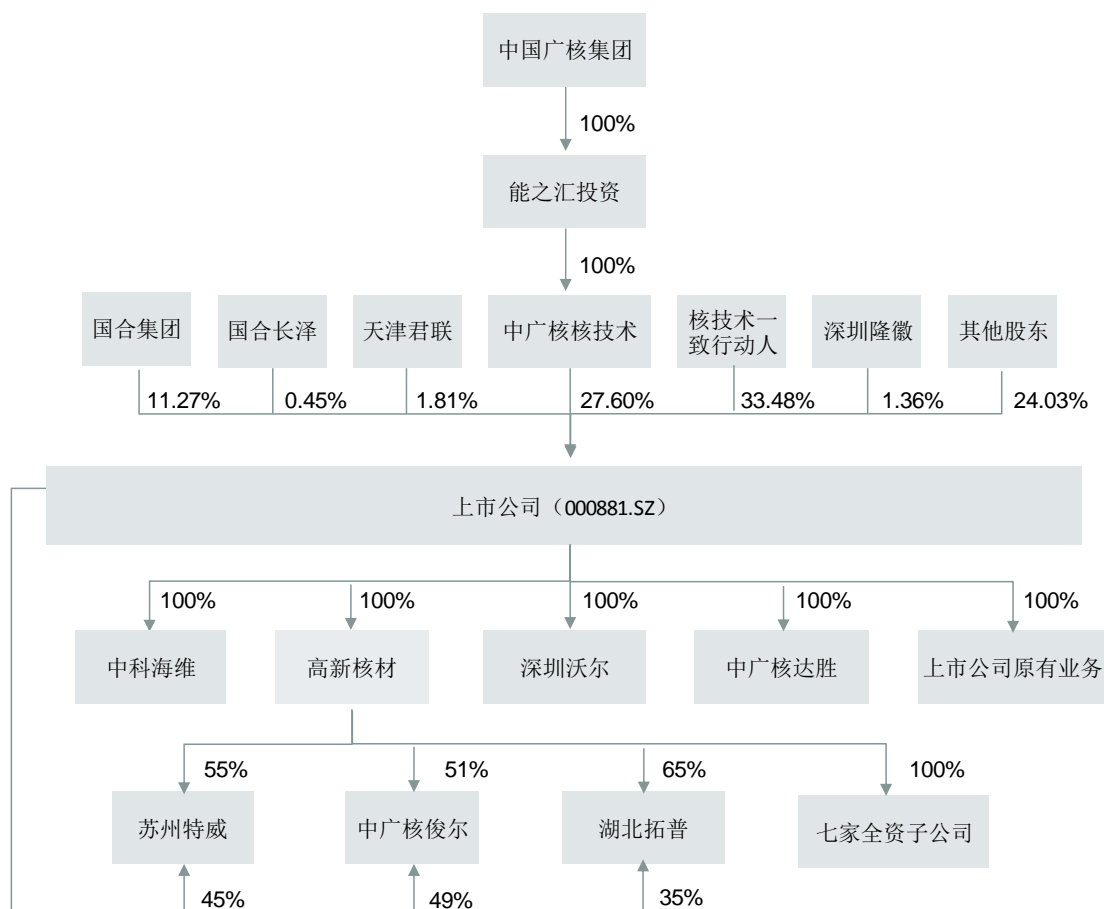 中国广核集团
100%
能之汇投资
100%
国合集团
国合长泽
天津君联
中广核核技术
核技术一
致行动人
深圳隆徽
其他股东
11.27%
0.45%
1.81%
27.60%
33.48%
1.36%
24.03%
上市公司（000881.SZ）
100%
100%
100%
100%
100%
中科海维
高新核材
深圳沃尔
中广核达胜
上市公司原有业务
55%
51%
65%
100%
苏州特威
中广核俊尔
湖北拓普
七家全资子公司
45%
49%
35%